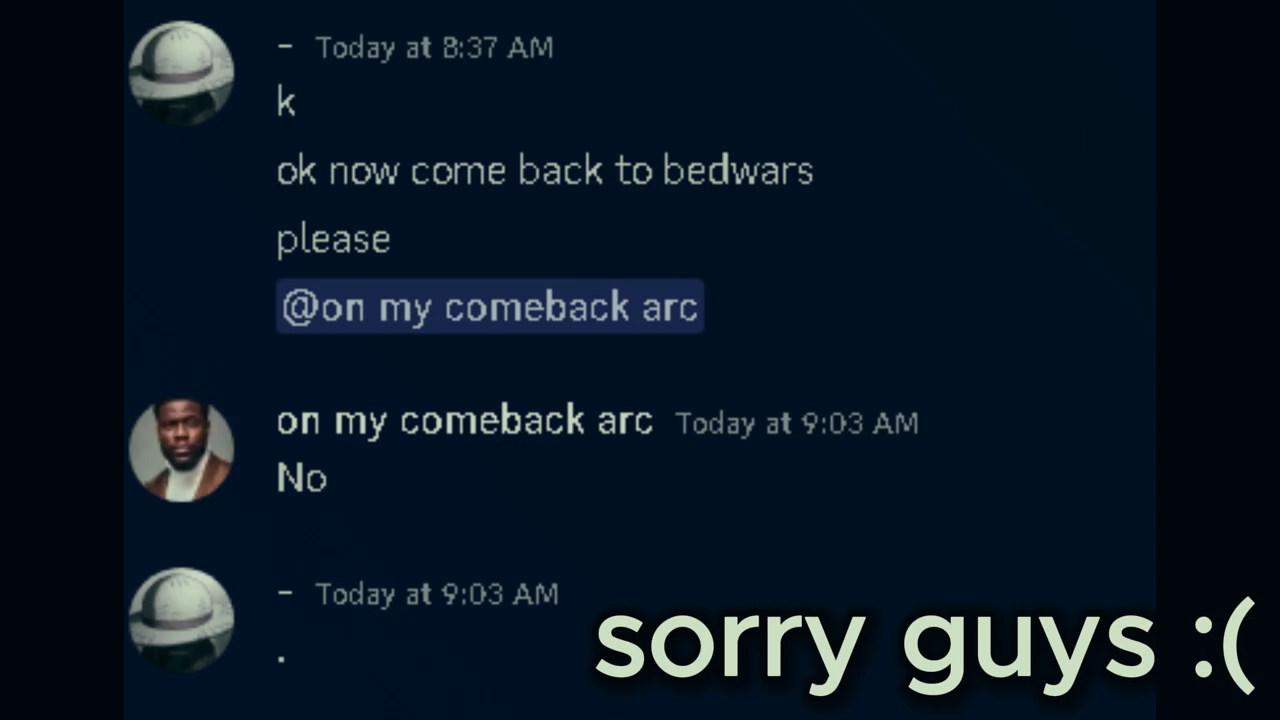 – Today at 8:37 AM
k
ok now come back to bedwars
please
@on my comeback arc
on my comeback arc Today at 9:03 AM
No
– Today at 9:03 AM
.
sorry guys :(